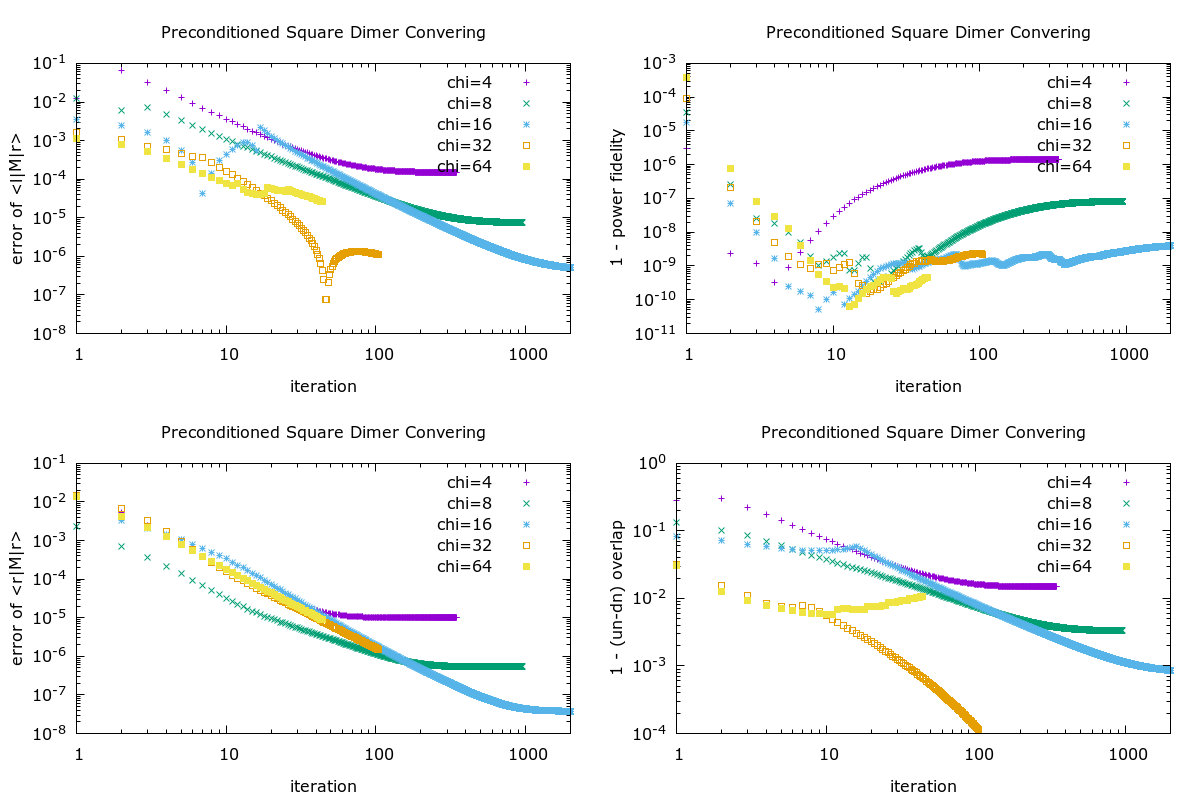 Preconditioned Square Dimer Convering
error of <l|M|r>
10^-1
10^-2
10^-3
10^-4
10^-5
10^-6
10^-7
10^-8
chi=4
chi=8
chi=16
chi=32
chi=64
1 10 100 1000
iteration
Preconditioned Square Dimer Convering
1 - power fidelity
10^-3
10^-4
10^-5
10^-6
10^-7
10^-8
10^-9
10^-10
10^-11
chi=4
chi=8
chi=16
chi=32
chi=64
1 10 100 1000
iteration
Preconditioned Square Dimer Convering
error of <r|M|r>
10^-1
10^-2
10^-3
10^-4
10^-5
10^-6
10^-7
10^-8
chi=4
chi=8
chi=16
chi=32
chi=64
1 10 100 1000
iteration
Preconditioned Square Dimer Convering
1 - (un-dn) overlap
10^0
10^-1
10^-2
10^-3
10^-4
chi=4
chi=8
chi=16
chi=32
chi=64
1 10 100 1000
iteration